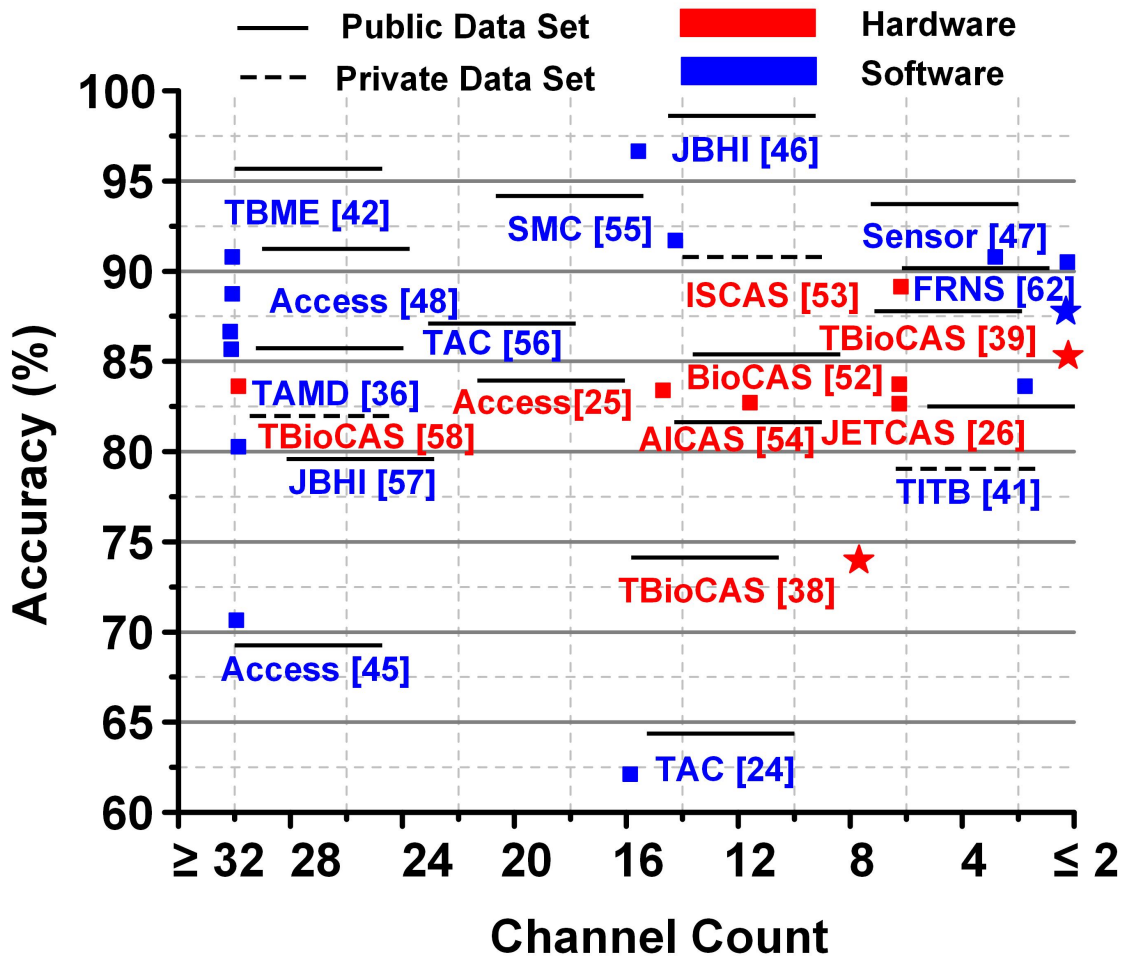 Public Data Set
Hardware
Private Data Set
Software
100
95
90
85
80
75
70
65
60
Accuracy (%)
JBHI [46]
TBME [42]
SMC [55]
Sensor [47]
Access [48]
ISCAS [53]
FRNS [62]
TAC [56]
TBioCAS [39]
TAMD [36]
Access[25]
BioCAS [52]
TBioCAS [58]
AICAS [54]
JETCAS [26]
JBHI [57]
TITB [41]
TBioCAS [38]
Access [45]
TAC [24]
≥ 32 28 24 20 16 12 8 4 ≤ 2
Channel Count